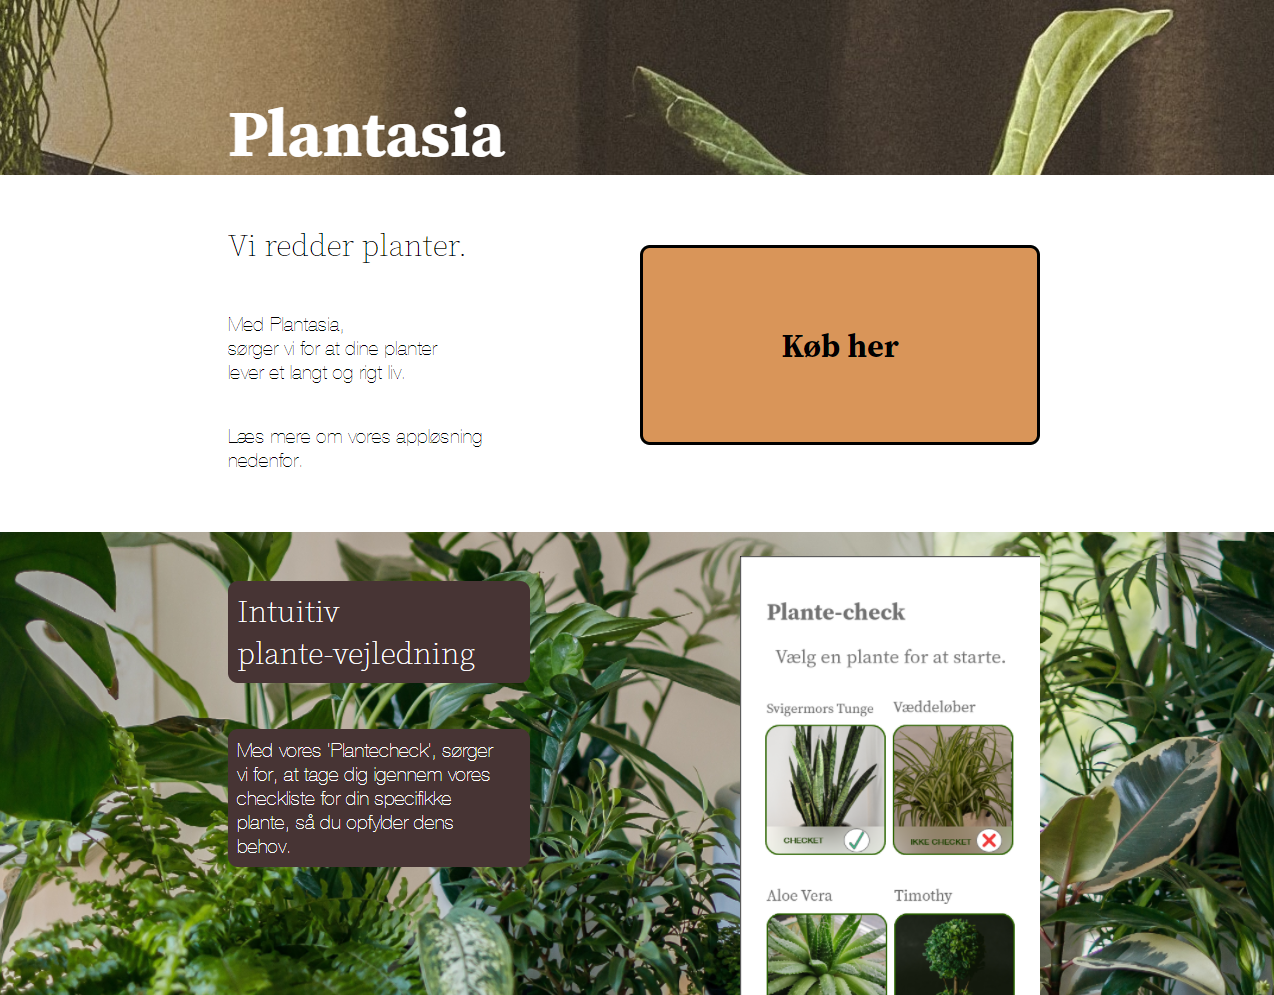 Plantasia
Vi redder planter.
Med Plantasia,
sørger vi for at dine planter
lever et langt og rigt liv.
Læs mere om vores appløsning
nedenfor.
Køb her
Intuitiv
plante-vejledning
Med vores 'Plantecheck', sørger
vi for, at tage dig igennem vores
checkliste for din specifikke
plante, så du opfylder dens
behov.
Plante-check
Vælg en plante for at starte.
Svigermors Tunge
Væddeløber
CHECKET
IKKE CHECKET
Aloe Vera
Timothy